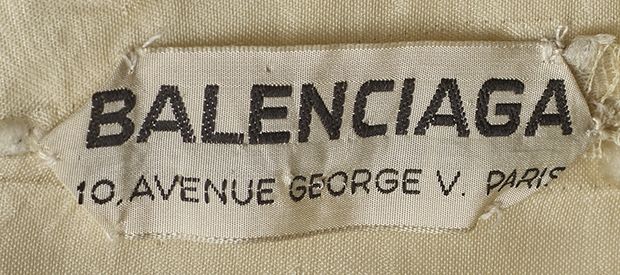 BALENCIAGA
10, AVENUE GEORGE V. PARIS